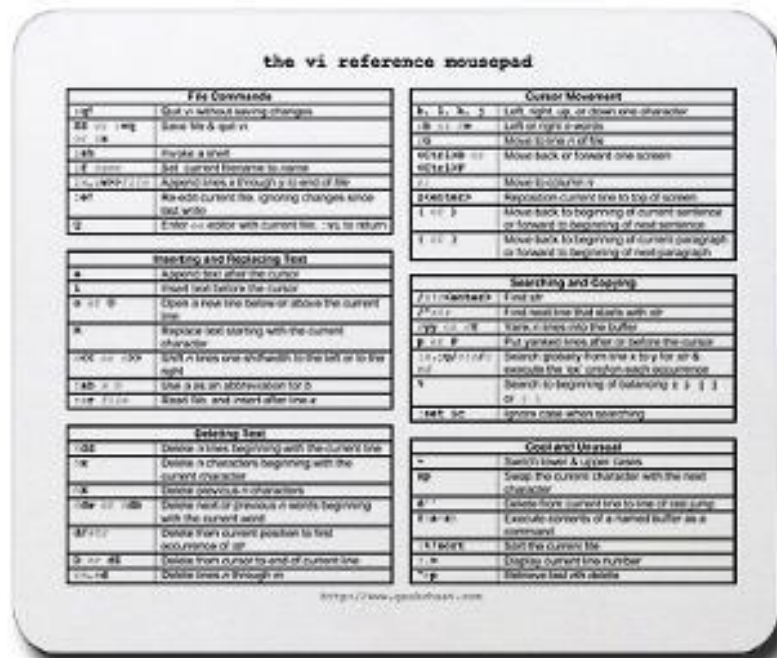 the vi reference mousepad
File Commands
Quit vi without saving changes
Save file & quit vi
Invoke a shell
Set current filename to name
Append lines x through y to end of file
Re-edit current file, ignoring changes since
last write
Q Enter editor with current file, :vi to return
Inserting and Replacing Text
a Append text after the cursor
i Insert text before the cursor
Open a new line below or above the current
line
R Replace text starting with the current
character
Shift n lines one shiftwidth to the left or to the
right
Use a as an abbreviation for b
Read file, and insert after line
Deleting Text
Delete n lines beginning with the current line
Delete n characters beginning with the
current character
Delete previous n characters
Delete next or previous n words beginning
with the current word
Delete from current position to first
occurrence of str
Delete from cursor to end of current line
Delete lines n through m
Cursor Movement
Left, right, up, or down one character
Left or right n words
Move to line n of file
Move back or forward one screen
Move to column n
Reposition current line to top of screen
Move back to beginning of current sentence
or forward to beginning of next sentence
Move back to beginning of current paragraph
or forward to beginning of next paragraph
Searching and Copying
Find str
Find next line that starts with str
Yank n lines into the buffer
p or P Put yanked lines after or before the cursor
Search globally from line x to y for str &
execute the 'ex' cmd on each occurrence
% Search to beginning of balancing
Ignore case when searching
Cool and Unusual
~ Switch lower & upper cases
xp Swap the current character with the next
character
Delete from current line to line of last jump
Execute contents of a named buffer as a
command
Sort the current file
Display current line number
Retrieve last nth delete